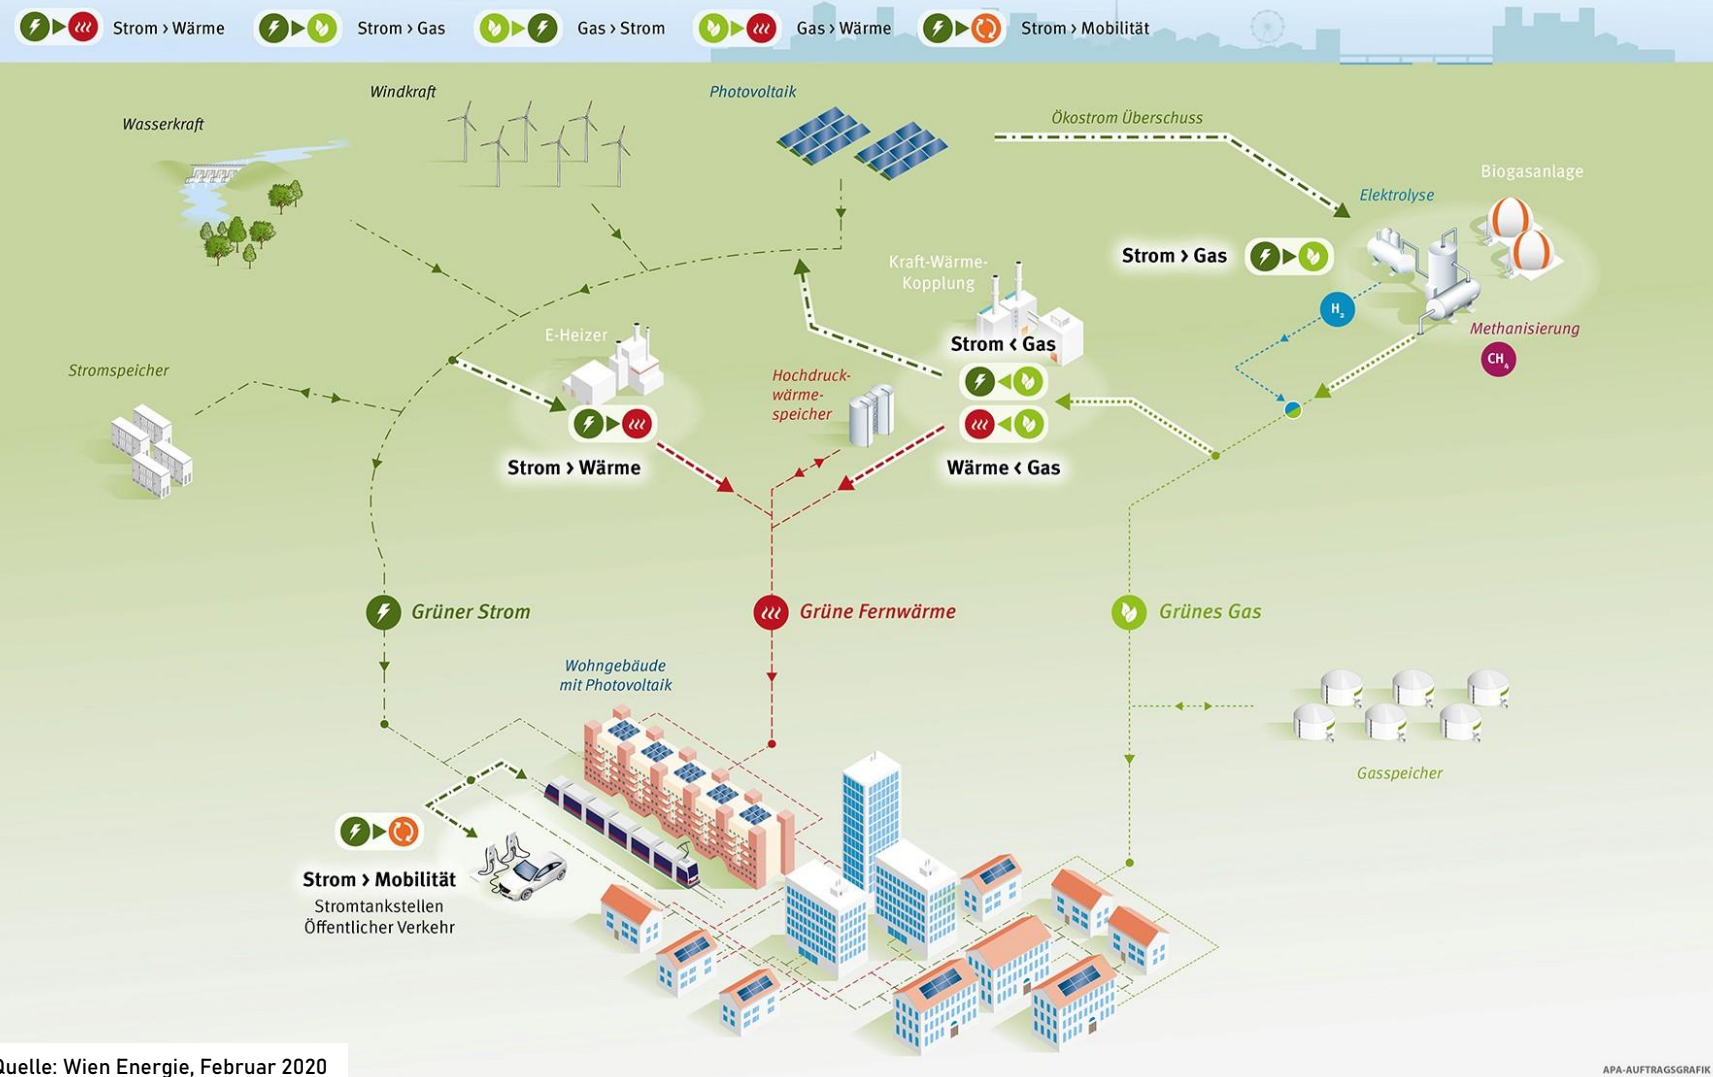 Strom > Wärme
Strom > Gas
Gas > Strom
Gas > Wärme
Strom > Mobilität
Windkraft
Photovoltaik
Wasserkraft
Ökostrom Überschuss
Biogasanlage
Elektrolyse
Strom > Gas
Kraft-Wärme-
Kopplung
H2
E-Heizer
Methanisierung
CH4
Strom < Gas
Stromspeicher
Hochdruck-
wärme-
speicher
Strom > Wärme
Wärme < Gas
Grüner Strom
Grüne Fernwärme
Grünes Gas
Wohngebäude
mit Photovoltaik
Gasspeicher
Strom > Mobilität
Stromtankstellen
Öffentlicher Verkehr
Quelle: Wien Energie, Februar 2020
APA-AUFTRAGSGRAFIK